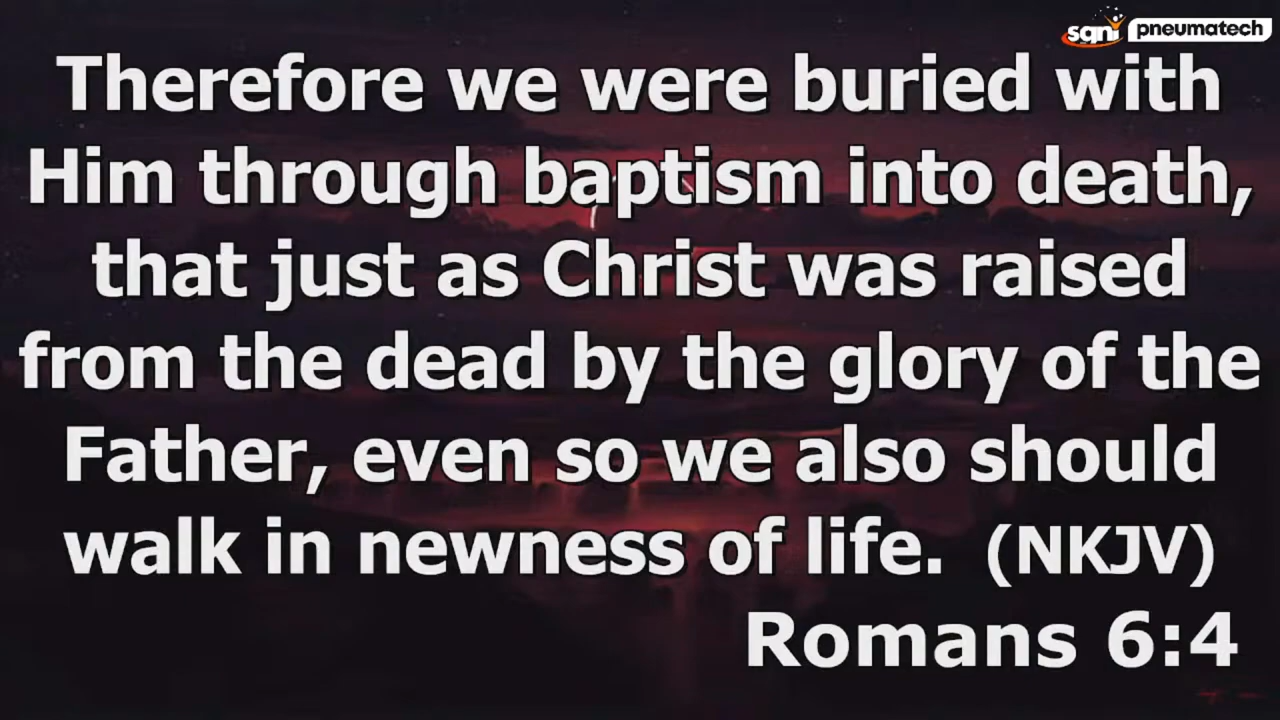 sqni pneumatech
Therefore we were buried with
Him through baptism into death,
that just as Christ was raised
from the dead by the glory of the
Father, even so we also should
walk in newness of life. (NKJV)
Romans 6:4